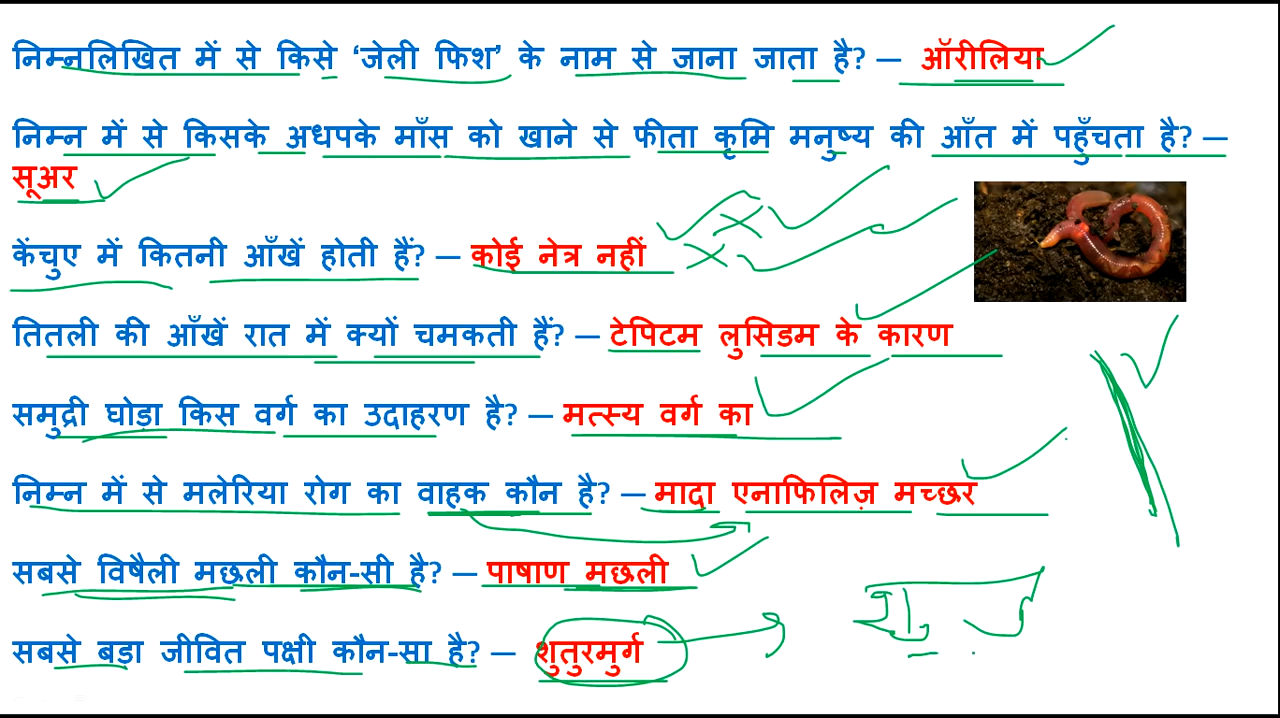 निम्नलिखित में से किसे ‘जेली फिश’ के नाम से जाना जाता है? — ऑरीलिया
निम्न में से किसके अधपके माँस को खाने से फीता कृमि मनुष्य की आँत में पहुँचता है? —
सूअर
केंचुए में कितनी आँखें होती हैं? — कोई नेत्र नहीं
तितली की आँखें रात में क्यों चमकती हैं? — टेपिटम लुसिडम के कारण
समुद्री घोड़ा किस वर्ग का उदाहरण है? — मत्स्य वर्ग का
निम्न में से मलेरिया रोग का वाहक कौन है? — मादा एनाफिलिज़ मच्छर
सबसे विषैली मछली कौन-सी है? — पाषाण मछली
सबसे बड़ा जीवित पक्षी कौन-सा है? — शुतुरमुर्ग